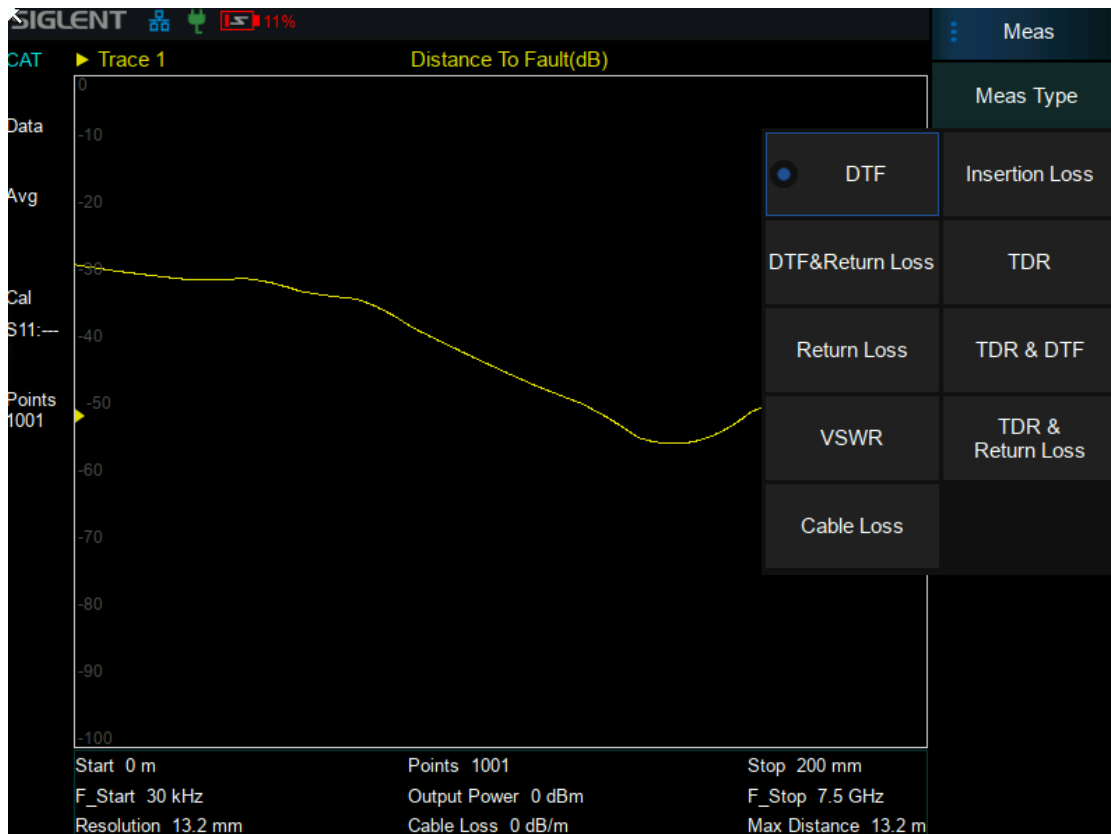 SIGLENT 11%
Meas
CAT
Trace 1
Distance To Fault(dB)
Meas Type
0
-10
-20
-30
-40
-50
-60
-70
-80
-90
-100
Data
Avg
Cal
S11:---
Points
1001
DTF
Insertion Loss
DTF&Return Loss
TDR
Return Loss
TDR & DTF
VSWR
TDR &
Return Loss
Cable Loss
Start 0 m
Points 1001
Stop 200 mm
F_Start 30 kHz
Output Power 0 dBm
F_Stop 7.5 GHz
Resolution 13.2 mm
Cable Loss 0 dB/m
Max Distance 13.2 m